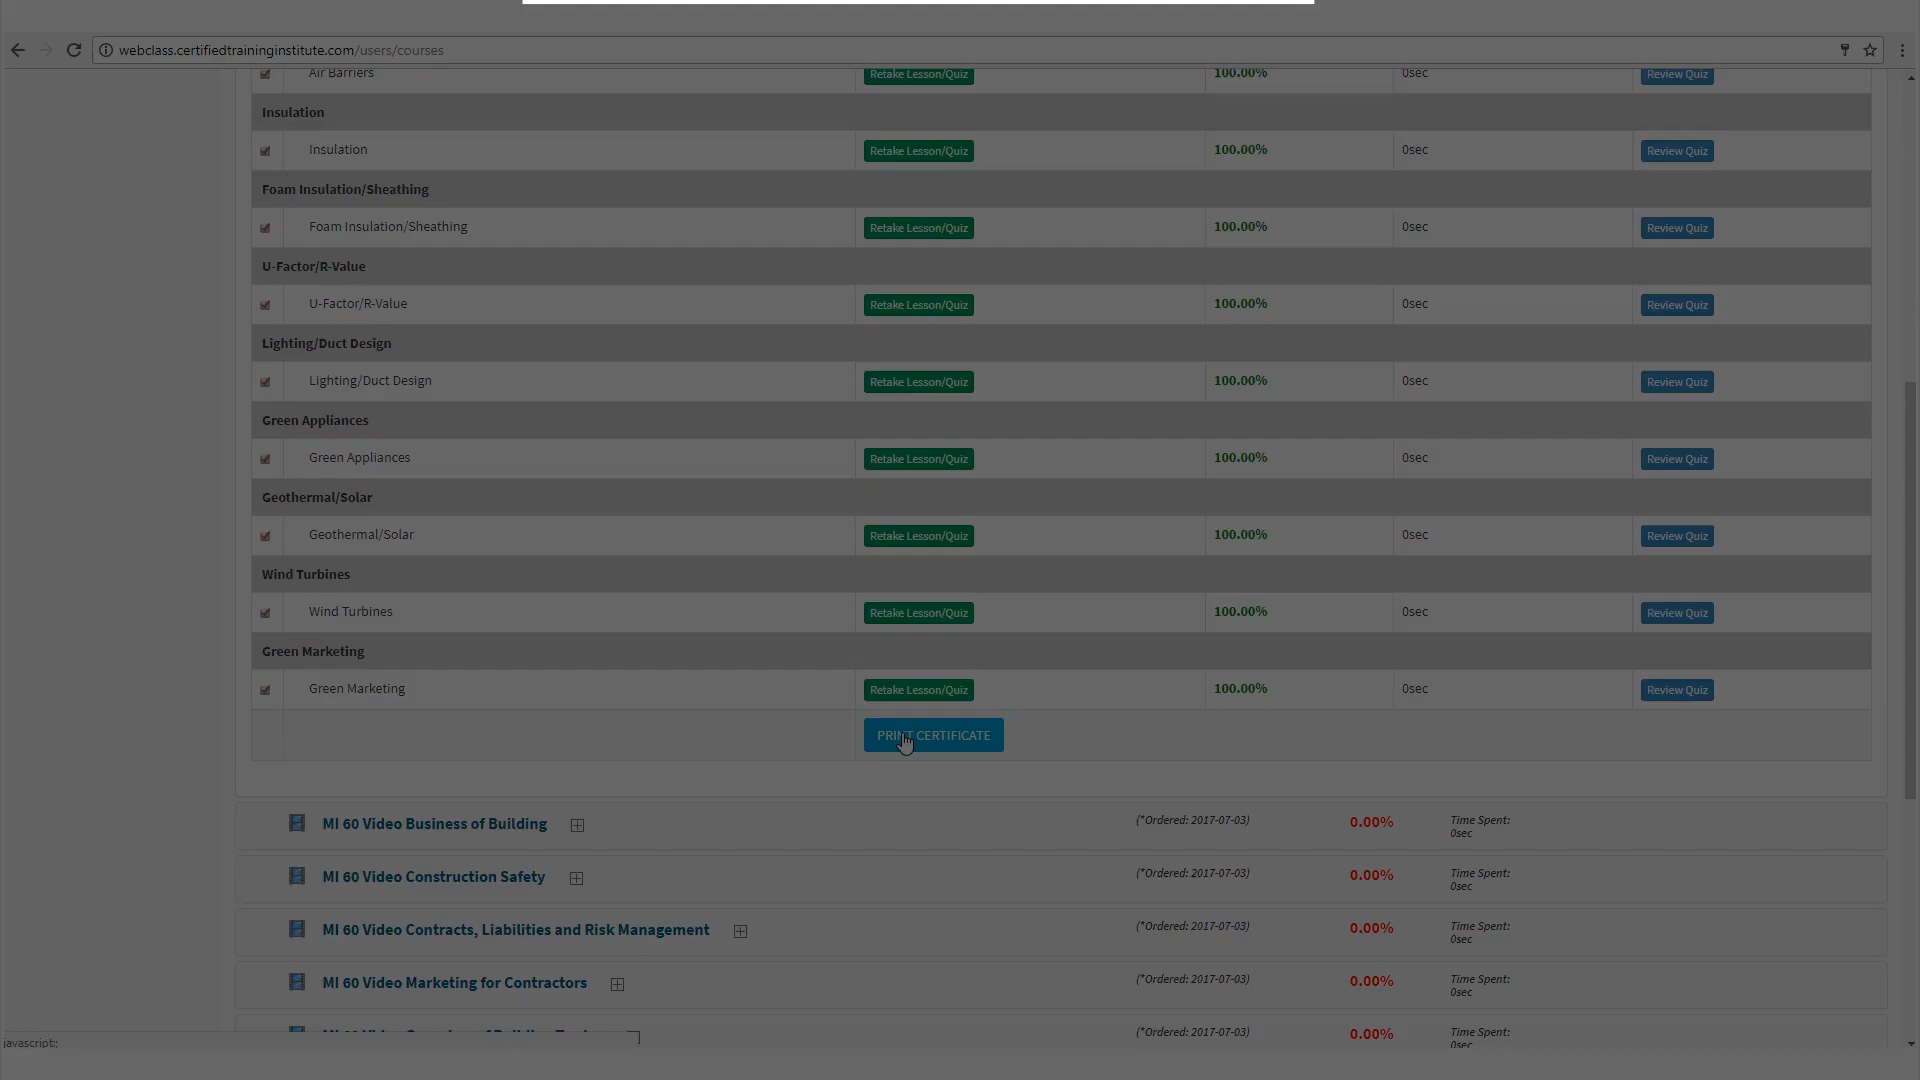 webclass.certifiedtraininginstitute.com/users/courses
Air Barriers Retake Lesson/Quiz 100.00% 0sec Review Quiz
Insulation
Insulation Retake Lesson/Quiz 100.00% 0sec Review Quiz
Foam Insulation/Sheathing
Foam Insulation/Sheathing Retake Lesson/Quiz 100.00% 0sec Review Quiz
U-Factor/R-Value
U-Factor/R-Value Retake Lesson/Quiz 100.00% 0sec Review Quiz
Lighting/Duct Design
Lighting/Duct Design Retake Lesson/Quiz 100.00% 0sec Review Quiz
Green Appliances
Green Appliances Retake Lesson/Quiz 100.00% 0sec Review Quiz
Geothermal/Solar
Geothermal/Solar Retake Lesson/Quiz 100.00% 0sec Review Quiz
Wind Turbines
Wind Turbines Retake Lesson/Quiz 100.00% 0sec Review Quiz
Green Marketing
Green Marketing Retake Lesson/Quiz 100.00% 0sec Review Quiz
PRINT CERTIFICATE
MI 60 Video Business of Building (*Ordered: 2017-07-03) 0.00% Time Spent:
0sec
MI 60 Video Construction Safety (*Ordered: 2017-07-03) 0.00% Time Spent:
0sec
MI 60 Video Contracts, Liabilities and Risk Management (*Ordered: 2017-07-03) 0.00% Time Spent:
0sec
MI 60 Video Marketing for Contractors (*Ordered: 2017-07-03) 0.00% Time Spent:
0sec
MI 60 Video (*Ordered: 2017-07-03) 0.00% Time Spent:
0sec
javascript:;